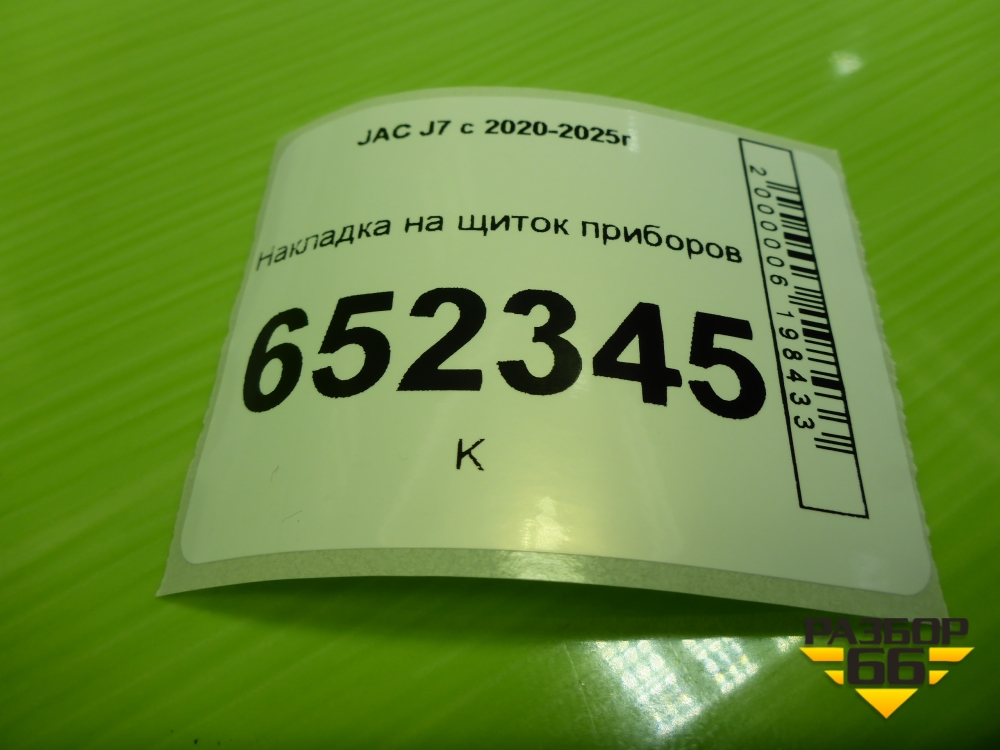 JAC J7 с 2020-2025г
Накладка на щиток приборов
652345
К
2000006198433
РАЗБОР
66